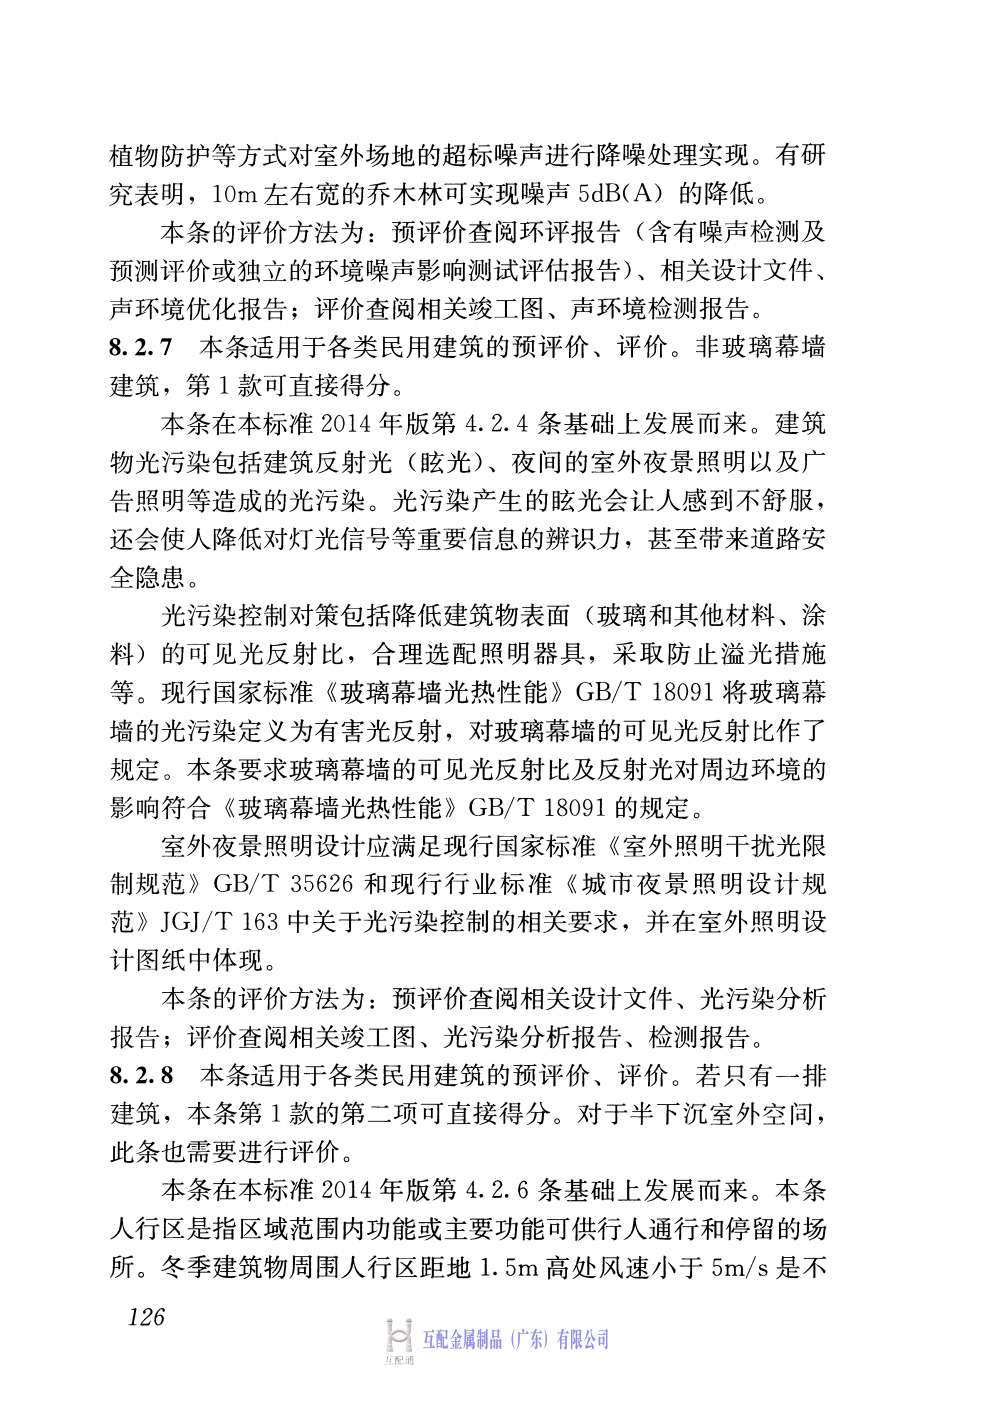 植物防护等方式对室外场地的超标噪声进行降噪处理实现。有研
究表明，10m 左右宽的乔木林可实现噪声 5dB(A) 的降低。
本条的评价方法为：预评价查阅环评报告（含有噪声检测及
预测评价或独立的环境噪声影响测试评估报告）、相关设计文件、
声环境优化报告；评价查阅相关竣工图、声环境检测报告。
8.2.7 本条适用于各类民用建筑的预评价、评价。非玻璃幕墙
建筑，第 1 款可直接得分。
本条在本标准 2014 年版第 4.2.4 条基础上发展而来。建筑
物光污染包括建筑反射光（眩光）、夜间的室外夜景照明以及广
告照明等造成的光污染。光污染产生的眩光会让人感到不舒服，
还会使人降低对灯光信号等重要信息的辨识力，甚至带来道路安
全隐患。
光污染控制对策包括降低建筑物表面（玻璃和其他材料、涂
料）的可见光反射比，合理选配照明器具，采取防止溢光措施
等。现行国家标准《玻璃幕墙光热性能》GB/T 18091 将玻璃幕
墙的光污染定义为有害光反射，对玻璃幕墙的可见光反射比作了
规定。本条要求玻璃幕墙的可见光反射比及反射光对周边环境的
影响符合《玻璃幕墙光热性能》GB/T 18091 的规定。
室外夜景照明设计应满足现行国家标准《室外照明干扰光限
制规范》GB/T 35626 和现行行业标准《城市夜景照明设计规
范》JGJ/T 163 中关于光污染控制的相关要求，并在室外照明设
计图纸中体现。
本条的评价方法为：预评价查阅相关设计文件、光污染分析
报告；评价查阅相关竣工图、光污染分析报告、检测报告。
8.2.8 本条适用于各类民用建筑的预评价、评价。若只有一排
建筑，本条第 1 款的第二项可直接得分。对于半下沉室外空间，
此条也需要进行评价。
本条在本标准 2014 年版第 4.2.6 条基础上发展而来。本条
人行区是指区域范围内功能或主要功能可供行人通行和停留的场
所。冬季建筑物周围人行区距地 1.5m 高处风速小于 5m/s 是不
126
互配金属制品（广东）有限公司
互配通